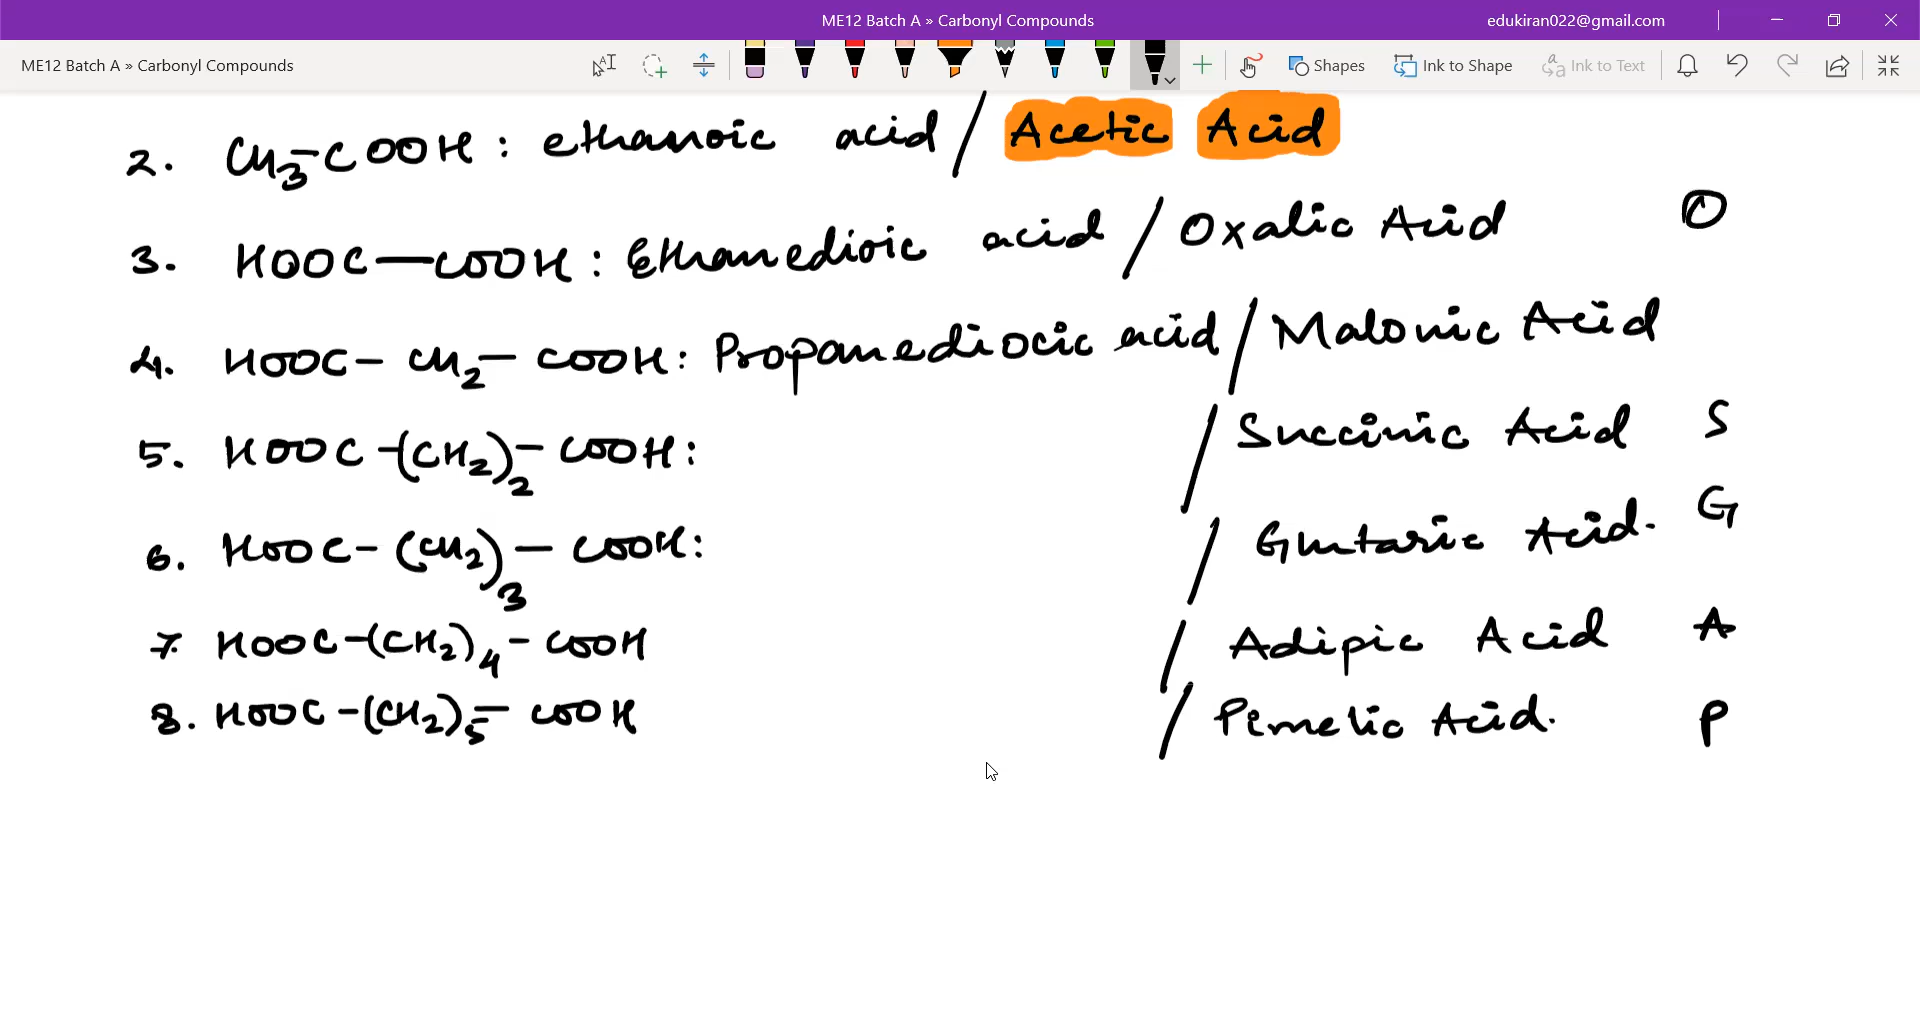 ME12 Batch A » Carbonyl Compounds edukiran022@gmail.com
ME12 Batch A » Carbonyl Compounds Shapes Ink to Shape Ink to Text
2. CH3-COOH: ethanoic acid / Acetic Acid
3. HOOC-COOH: Ethanedioic acid / Oxalic Acid O
4. HOOC-CH2-COOH: Propanediocic acid / Malonic Acid
5. HOOC-(CH2)2-COOH: / Succinic Acid S
6. HOOC-(CH2)3-COOH: / Glutaric Acid. G
7. HOOC-(CH2)4-COOH / Adipic Acid A
8. HOOC-(CH2)5-COOH / Pimelic Acid. P